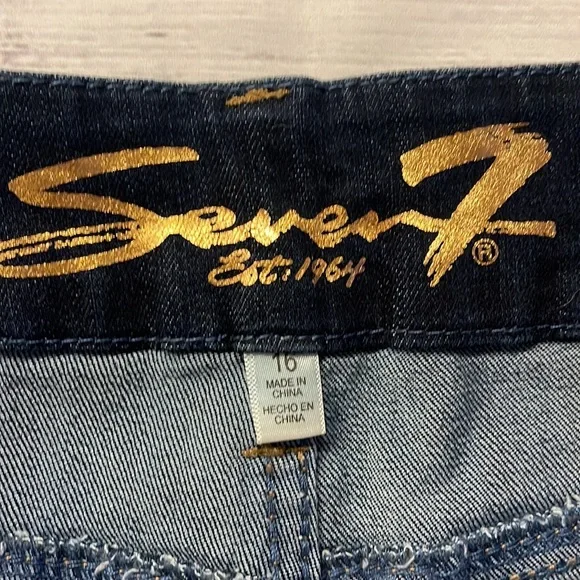 Seven7®
Est: 1964
16
MADE IN
CHINA
HECHO EN
CHINA